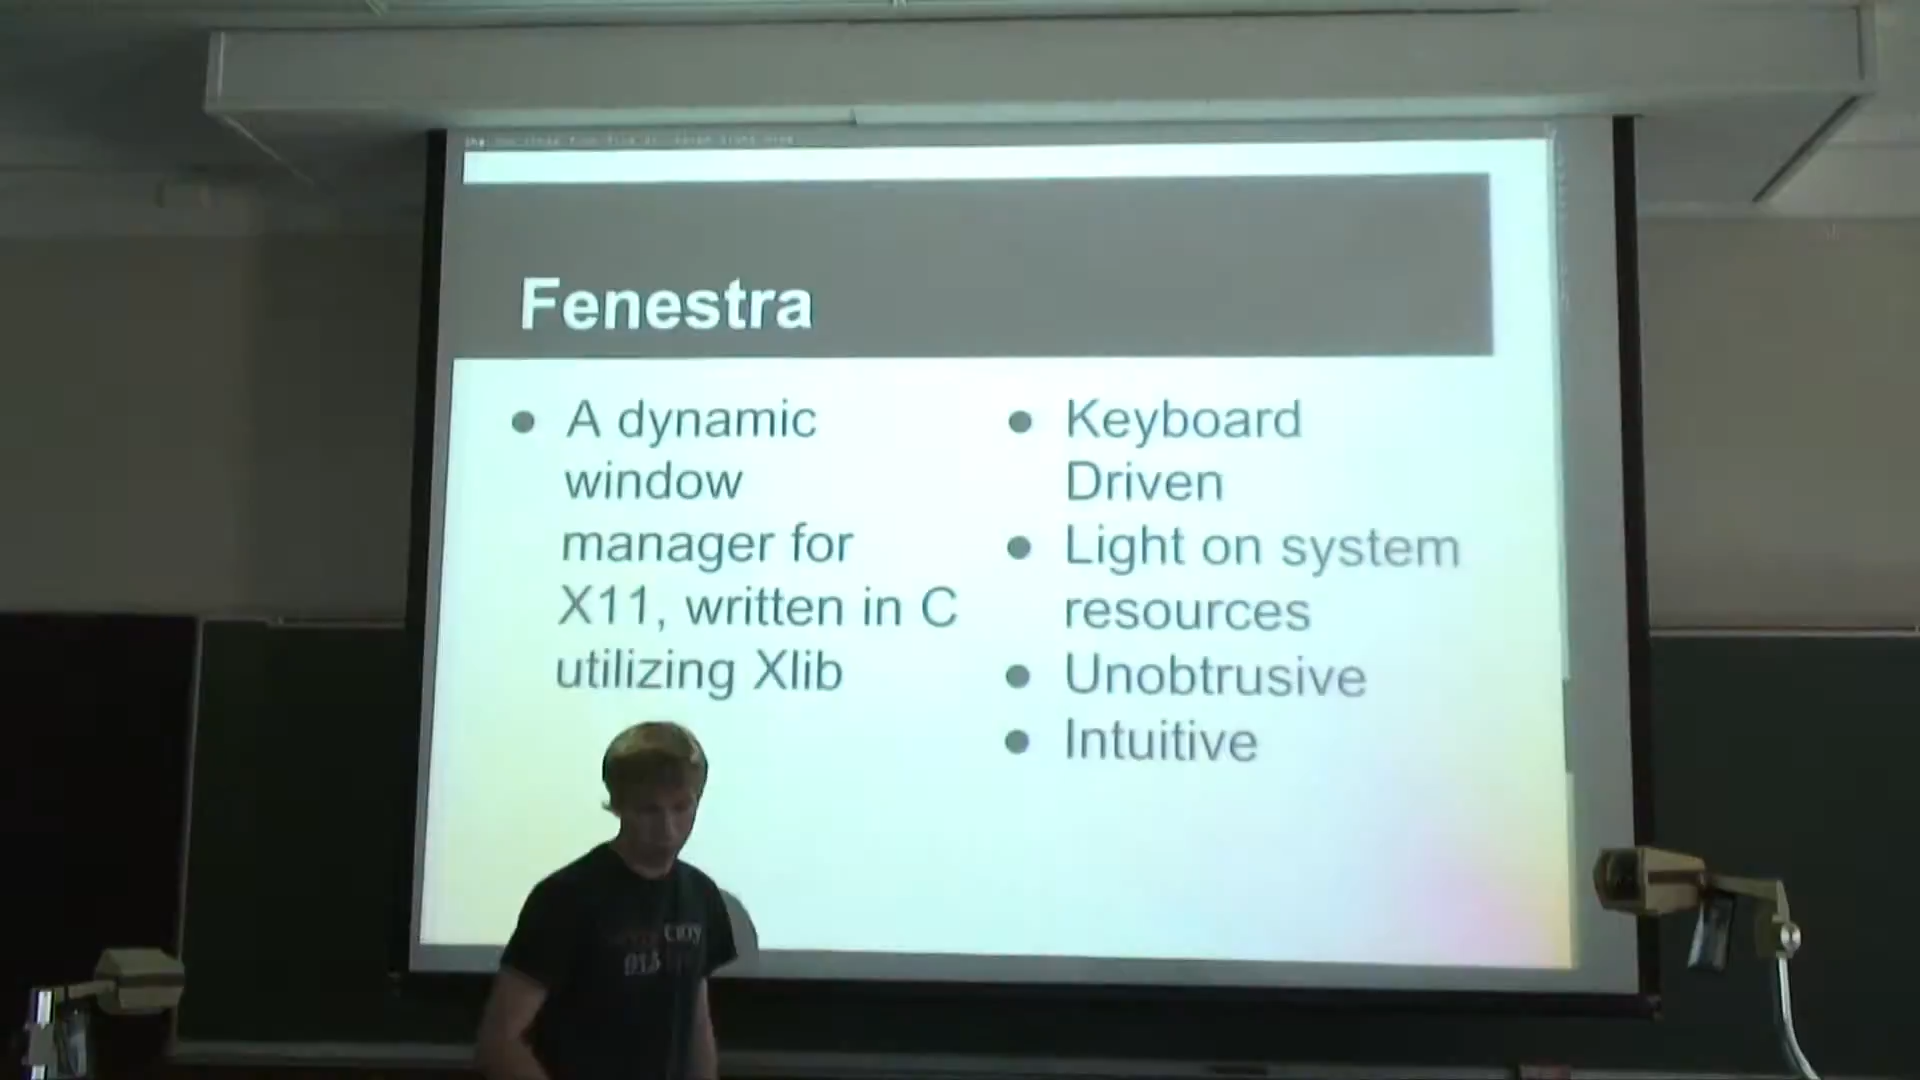 Fenestra
A dynamic
window
manager for
X11, written in C
utilizing Xlib
Keyboard
Driven
Light on system
resources
Unobtrusive
Intuitive